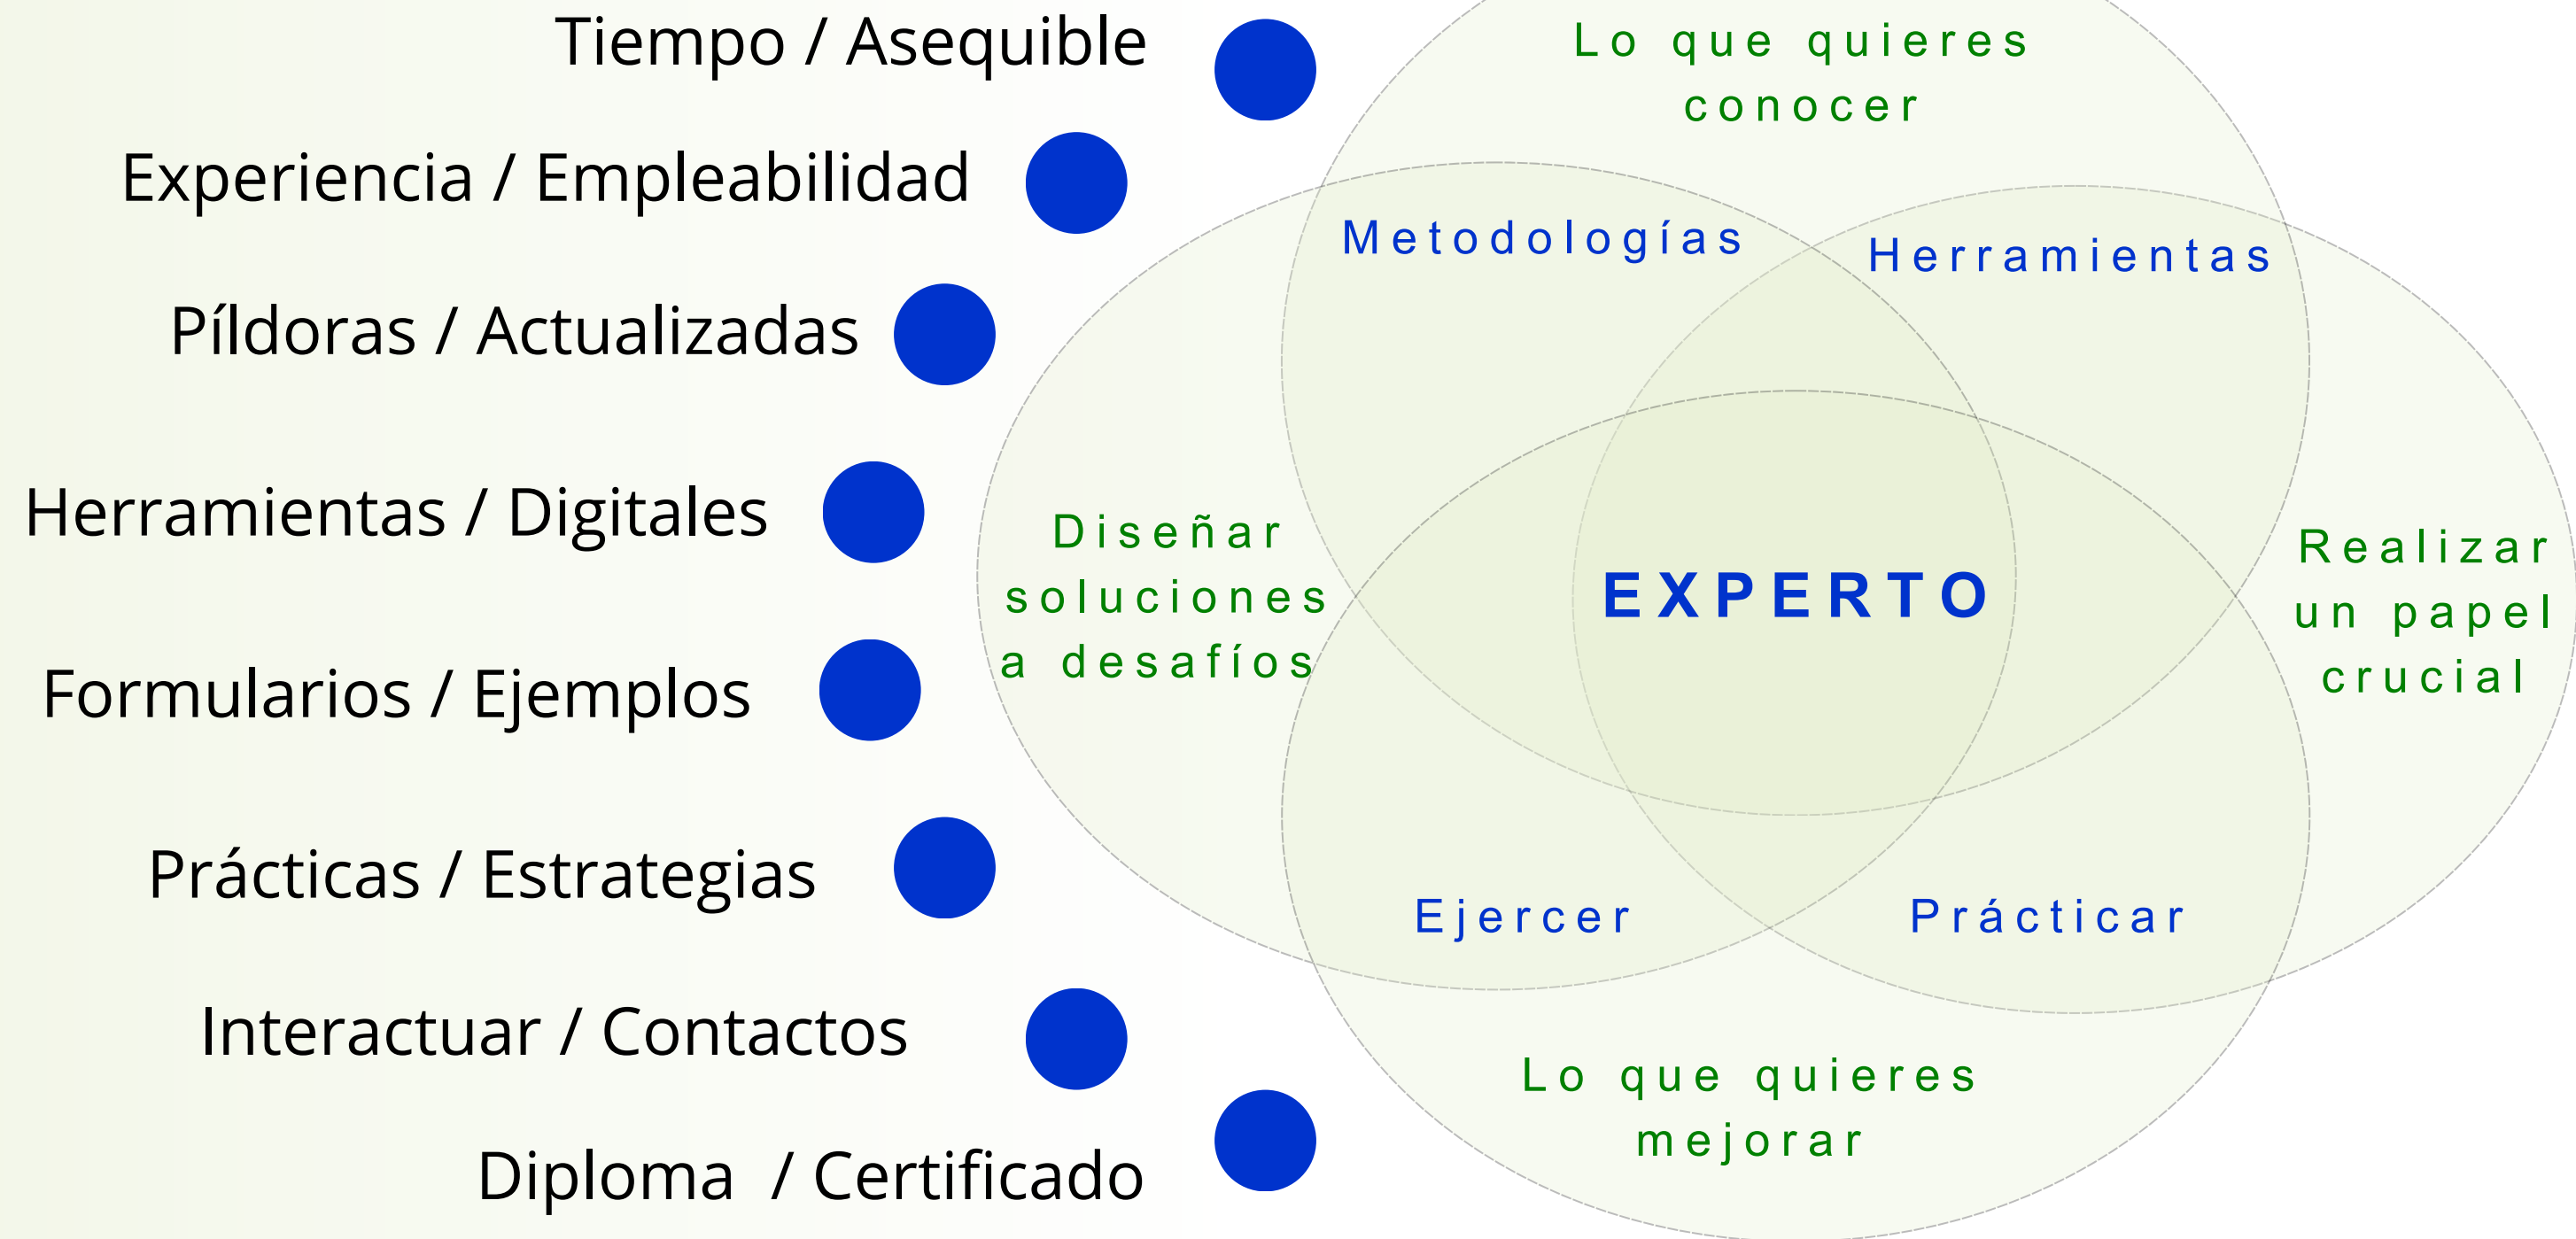 Tiempo / Asequible
Experiencia / Empleabilidad
Píldoras / Actualizadas
Herramientas / Digitales
Formularios / Ejemplos
Prácticas / Estrategias
Interactuar / Contactos
Diploma / Certificado
Lo que quieres
conocer
Metodologías
Herramientas
Diseñar
soluciones
a desafíos
EXPERTO
Realizar
un papel
crucial
Ejercer
Prácticar
Lo que quieres
mejorar